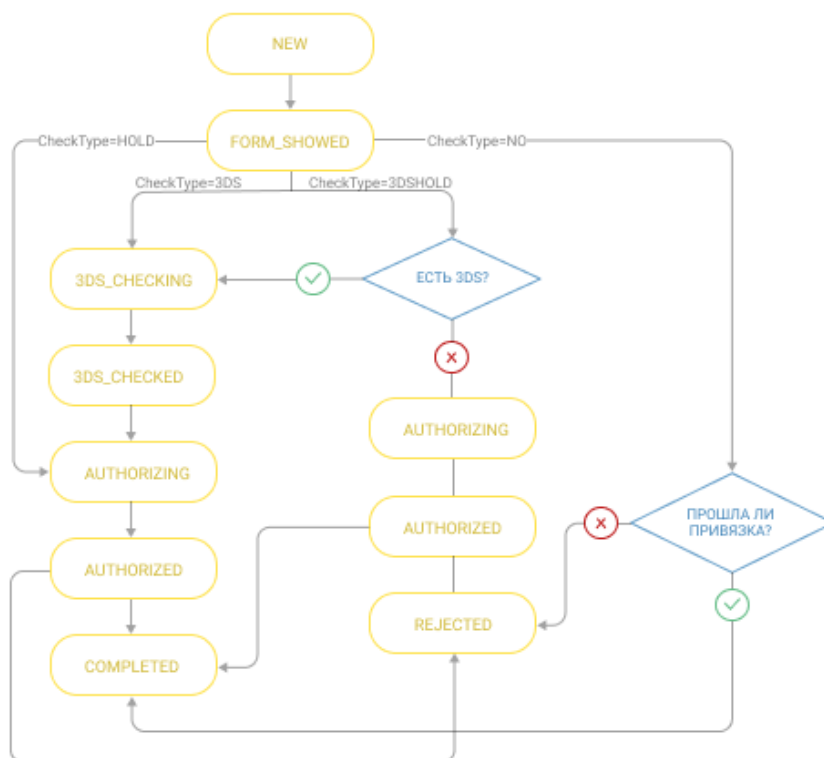 NEW
FORM_SHOWED
CheckType=HOLD
CheckType=NO
CheckType=3DS
CheckType=3DSHOLD
3DS_CHECKING
ЕСТЬ 3DS?
3DS_CHECKED
AUTHORIZING
AUTHORIZING
ПРОШЛА ЛИ
ПРИВЯЗКА?
AUTHORIZED
AUTHORIZED
REJECTED
COMPLETED